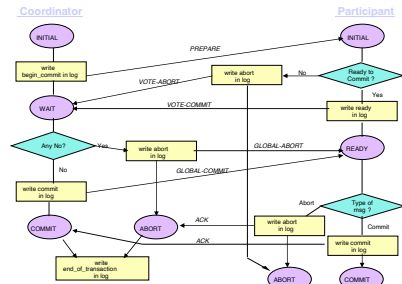 Coordinator
Participant
INITIAL
INITIAL
PREPARE
write
begin_commit in log
VOTE-ABORT
write abort
in log
No
Ready to
Commit ?
Yes
WAIT
VOTE-COMMIT
write ready
in log
Any No?
Yes
write abort
in log
GLOBAL-ABORT
READY
No
GLOBAL-COMMIT
write commit
in log
Abort
Type of
msg ?
COMMIT
ABORT
ACK
write abort
in log
Commit
ACK
write commit
in log
write
end_of_transaction
in log
ABORT
COMMIT